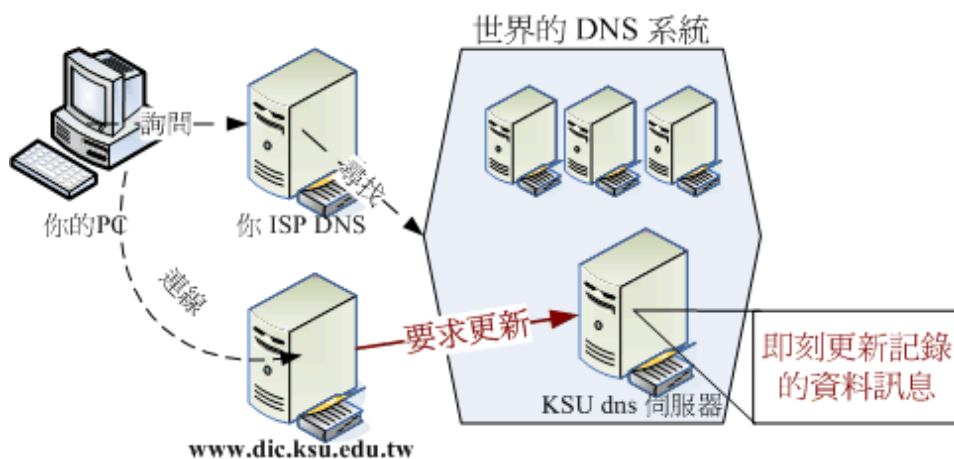 世界的 DNS 系統
詢問
尋找
你的PC
你 ISP DNS
連線
要求更新
即刻更新記錄
的資料訊息
KSU dns 伺服器
www.dic.ksu.edu.tw